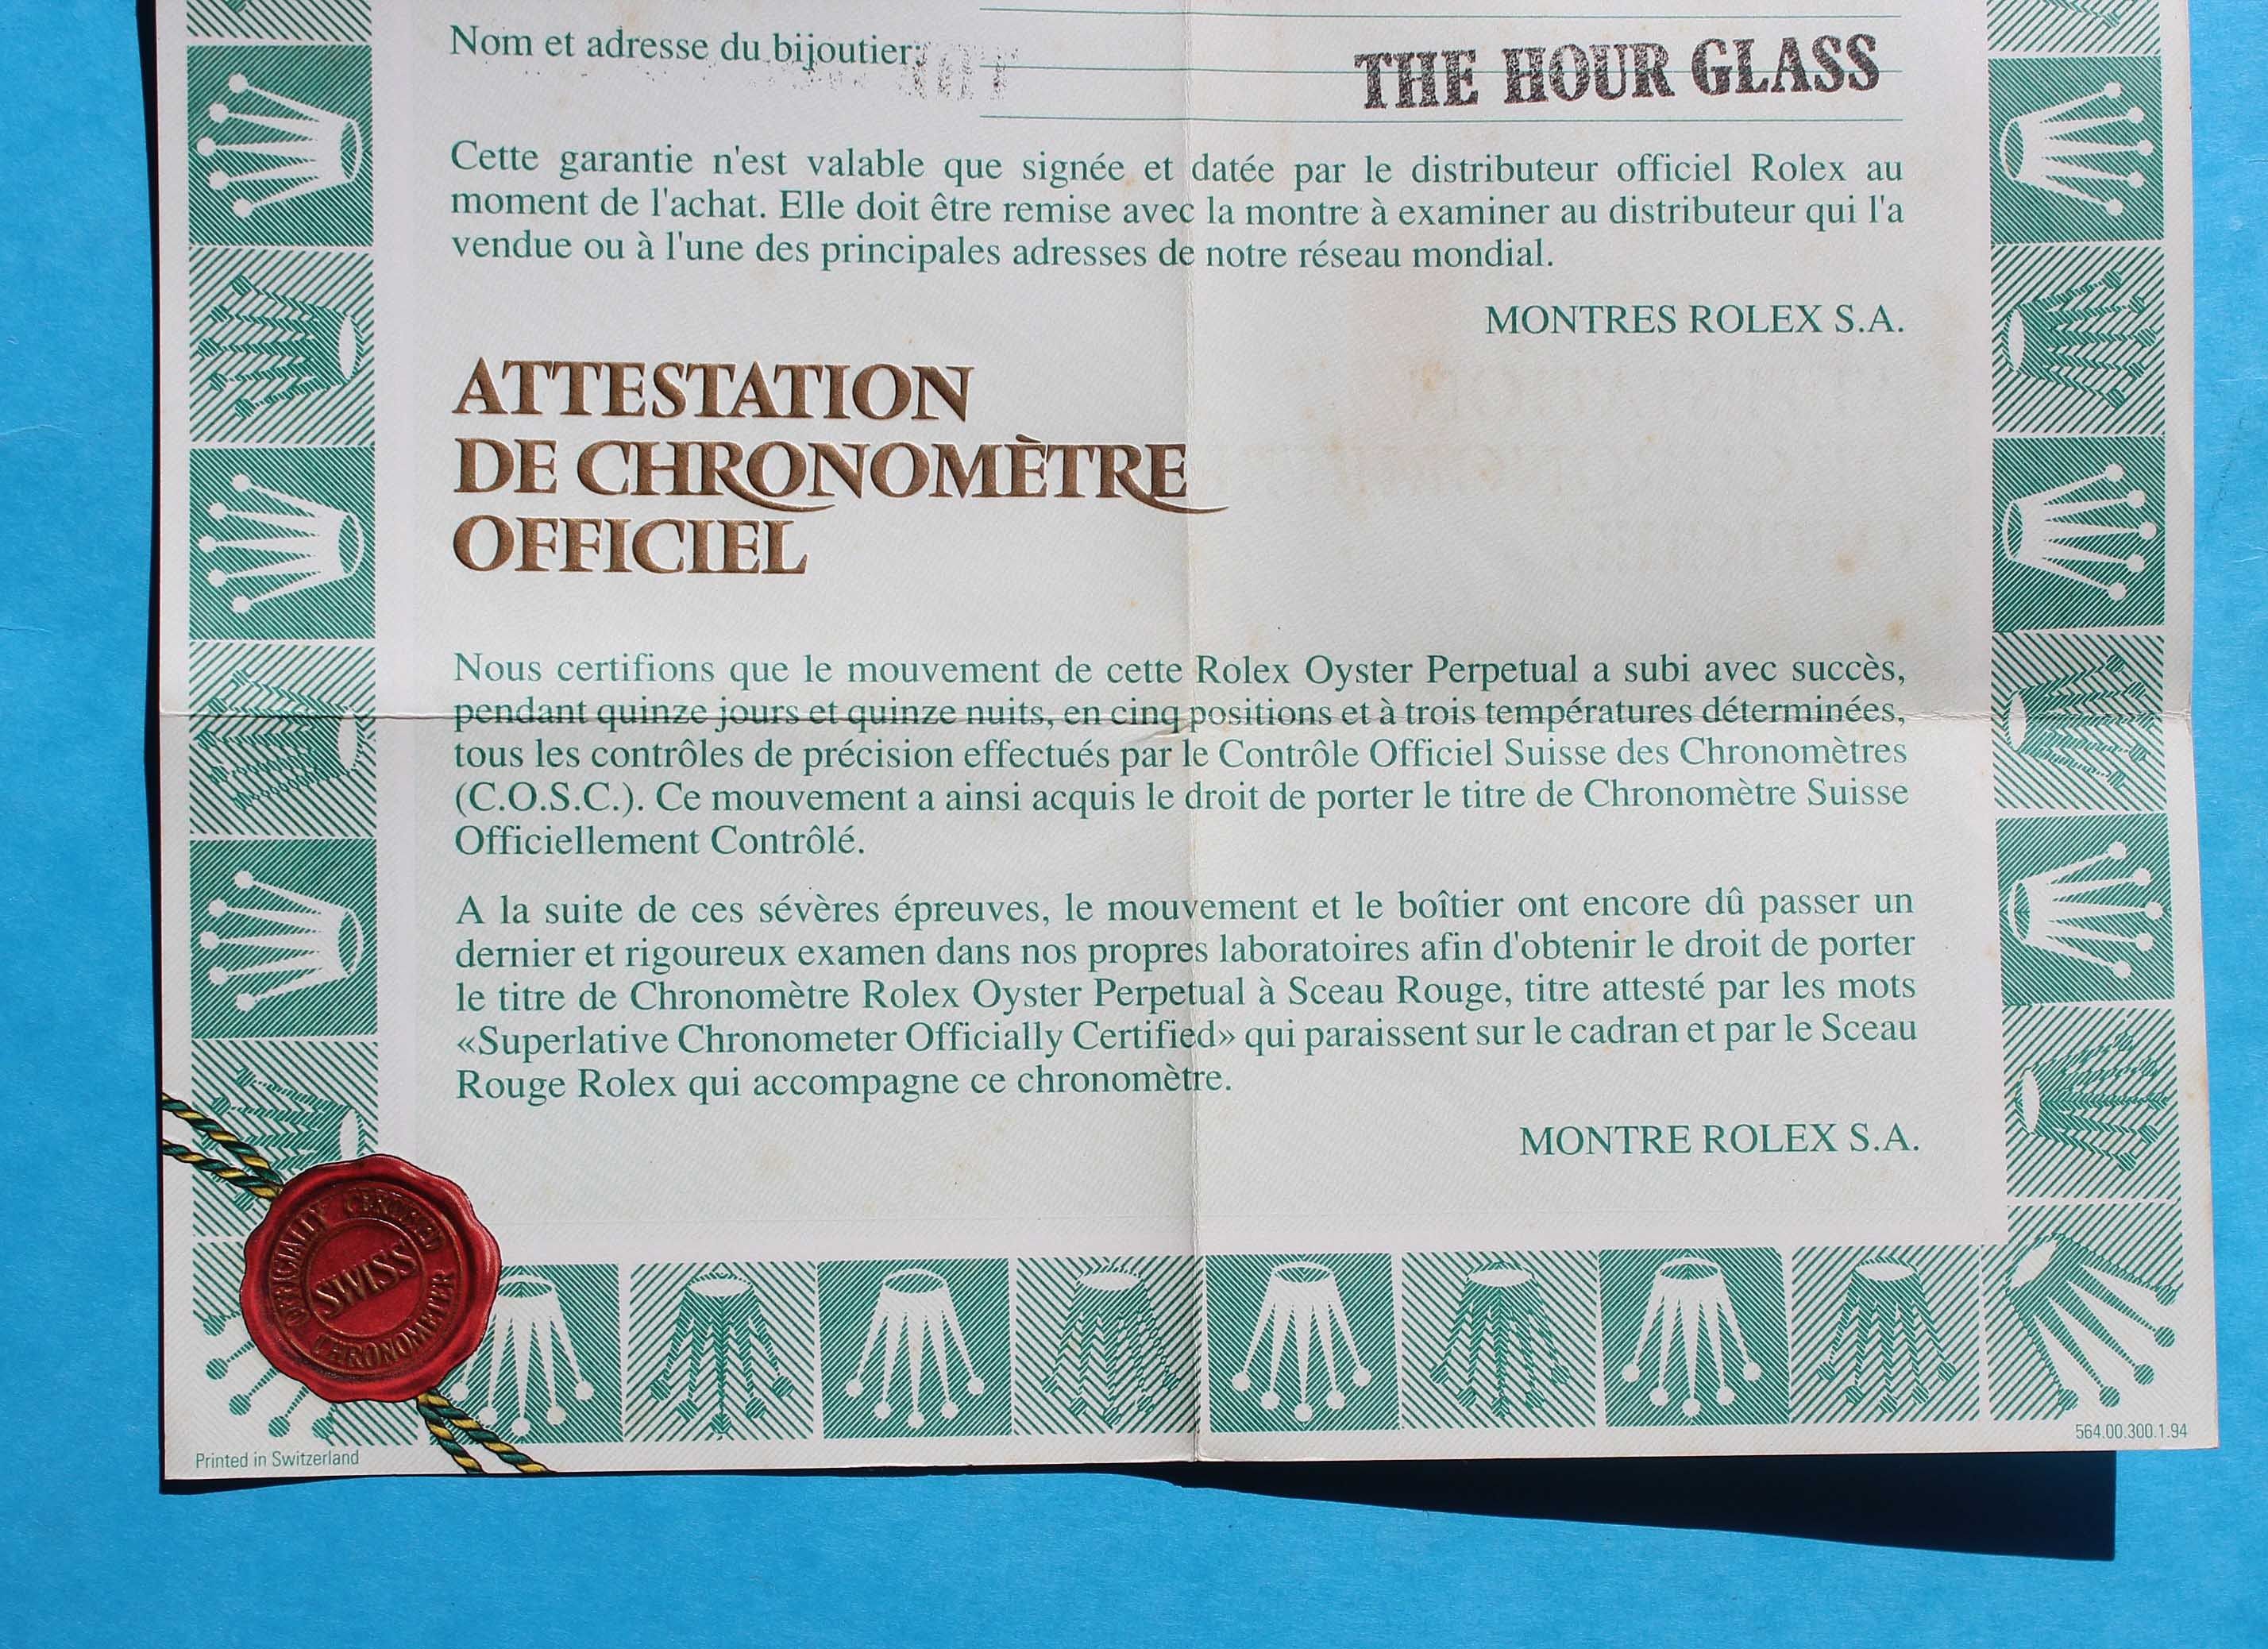 Nom et adresse du bijoutier:
THE HOUR GLASS
Cette garantie n'est valable que signée et datée par le distributeur officiel Rolex au
moment de l'achat. Elle doit être remise avec la montre à examiner au distributeur qui l'a
vendue ou à l'une des principales adresses de notre réseau mondial.
MONTRES ROLEX S.A.
ATTESTATION
DE CHRONOMÈTRE
OFFICIEL
Nous certifions que le mouvement de cette Rolex Oyster Perpetual a subi avec succès,
pendant quinze jours et quinze nuits, en cinq positions et à trois températures déterminées,
tous les contrôles de précision effectués par le Contrôle Officiel Suisse des Chronomètres
(C.O.S.C.). Ce mouvement a ainsi acquis le droit de porter le titre de Chronomètre Suisse
Officiellement Contrôlé.
A la suite de ces sévères épreuves, le mouvement et le boîtier ont encore dû passer un
dernier et rigoureux examen dans nos propres laboratoires afin d'obtenir le droit de porter
le titre de Chronomètre Rolex Oyster Perpetual à Sceau Rouge, titre attesté par les mots
«Superlative Chronometer Officially Certified» qui paraissent sur le cadran et par le Sceau
Rouge Rolex qui accompagne ce chronomètre.
MONTRE ROLEX S.A.
OFFICIALLY CERTIFIED
SWISS
CHRONOMETER
Printed in Switzerland
564.00.300.1.94